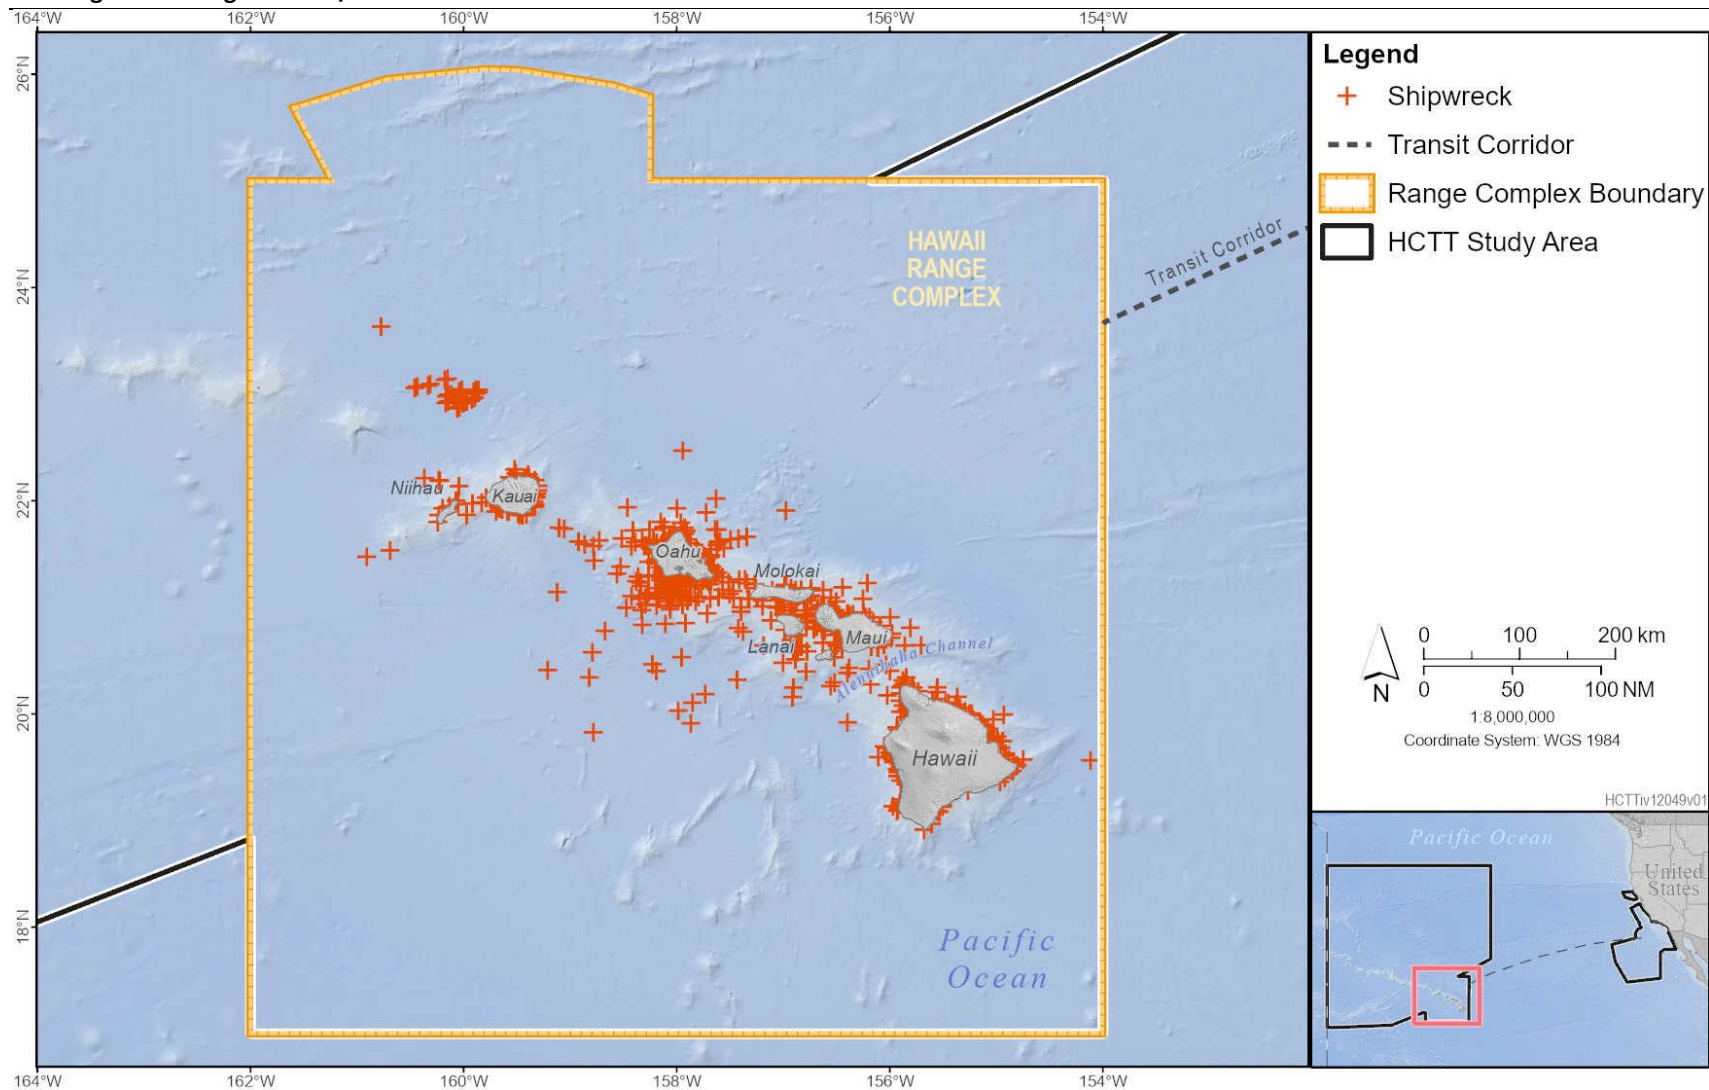 164°W
162°W
160°W
158°W
156°W
154°W
26°N
24°N
22°N
20°N
18°N
HAWAII
RANGE
COMPLEX
Transit Corridor
Niihau
Kauai
Oahu
Molokai
Lanai
Maui
Alenuihaha Channel
Hawaii
Pacific
Ocean
164°W
162°W
160°W
158°W
156°W
154°W
Legend
Shipwreck
Transit Corridor
Range Complex Boundary
HCTT Study Area
N
0 100 200 km
0 50 100 NM
1:8,000,000
Coordinate System: WGS 1984
HCTTiv12049v01
Pacific Ocean
United
States